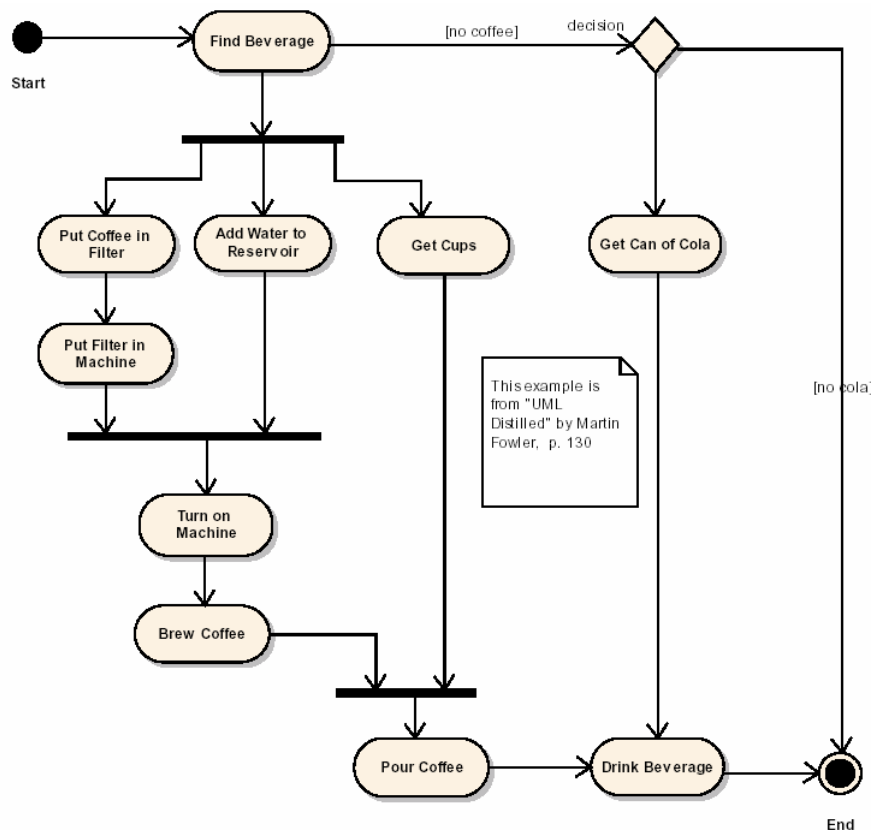 [no coffee]
decision
Find Beverage
Start
Put Coffee in
Filter
Add Water to
Reservoir
Get Cups
Get Can of Cola
Put Filter in
Machine
This example is
from "UML
Distilled" by Martin
Fowler, p. 130
[no cola]
Turn on
Machine
Brew Coffee
Pour Coffee
Drink Beverage
End